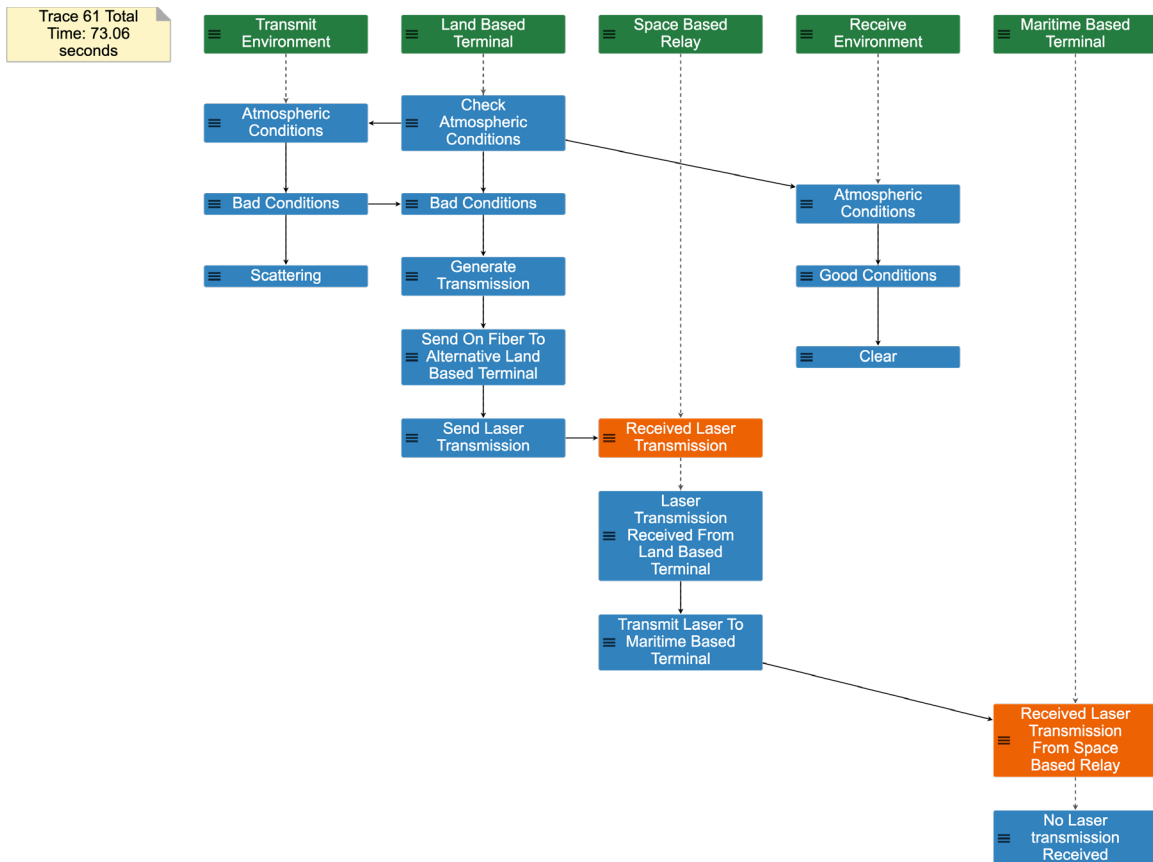 Trace 61 Total
Time: 73.06
seconds
Transmit
Environment
Land Based
Terminal
Space Based
Relay
Receive
Environment
Maritime Based
Terminal
Atmospheric
Conditions
Check
Atmospheric
Conditions
Atmospheric
Conditions
Bad Conditions
Bad Conditions
Scattering
Generate
Transmission
Good Conditions
Send On Fiber To
Alternative Land
Based Terminal
Clear
Send Laser
Transmission
Received Laser
Transmission
Laser
Transmission
Received From
Land Based
Terminal
Transmit Laser To
Maritime Based
Terminal
Received Laser
Transmission
From Space
Based Relay
No Laser
transmission
Received